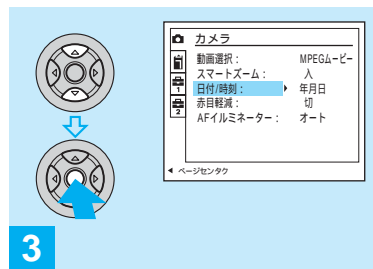 カメラ
動画選択： MPEGムービー
スマートズーム： 入
1 日付/時刻： 年月日
2 赤目軽減： 切
AFイルミネーター： オート
ページセンタク
3